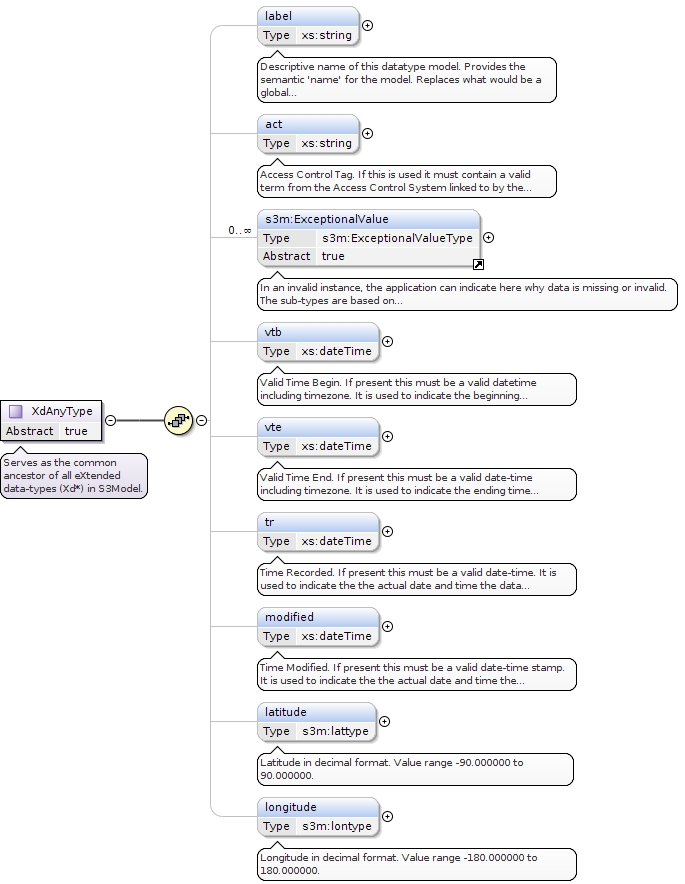 label
Type xs:string
Descriptive name of this datatype model. Provides the
semantic 'name' for the model. Replaces what would be a
global...
act
Type xs:string
Access Control Tag. If this is used it must contain a valid
term from the Access Control System linked to by the...
0..∞
s3m:ExceptionalValue
Type s3m:ExceptionalValueType
Abstract true
In an invalid instance, the application can indicate here why data is missing or invalid.
The sub-types are based on...
vtb
Type xs:dateTime
Valid Time Begin. If present this must be a valid datetime
including timezone. It is used to indicate the beginning...
XdAnyType
Abstract true
Serves as the common
ancestor of all eXtended
data-types (Xd*) in S3Model.
vte
Type xs:dateTime
Valid Time End. If present this must be a valid date-time
including timezone. It is used to indicate the ending time...
tr
Type xs:dateTime
Time Recorded. If present this must be a valid date-time. It is
used to indicate the the actual date and time the data...
modified
Type xs:dateTime
Time Modified. If present this must be a valid date-time stamp.
It is used to indicate the the actual date and time the...
latitude
Type s3m:lattype
Latitude in decimal format. Value range -90.000000 to
90.000000.
longitude
Type s3m:lontype
Longitude in decimal format. Value range -180.000000 to
180.000000.